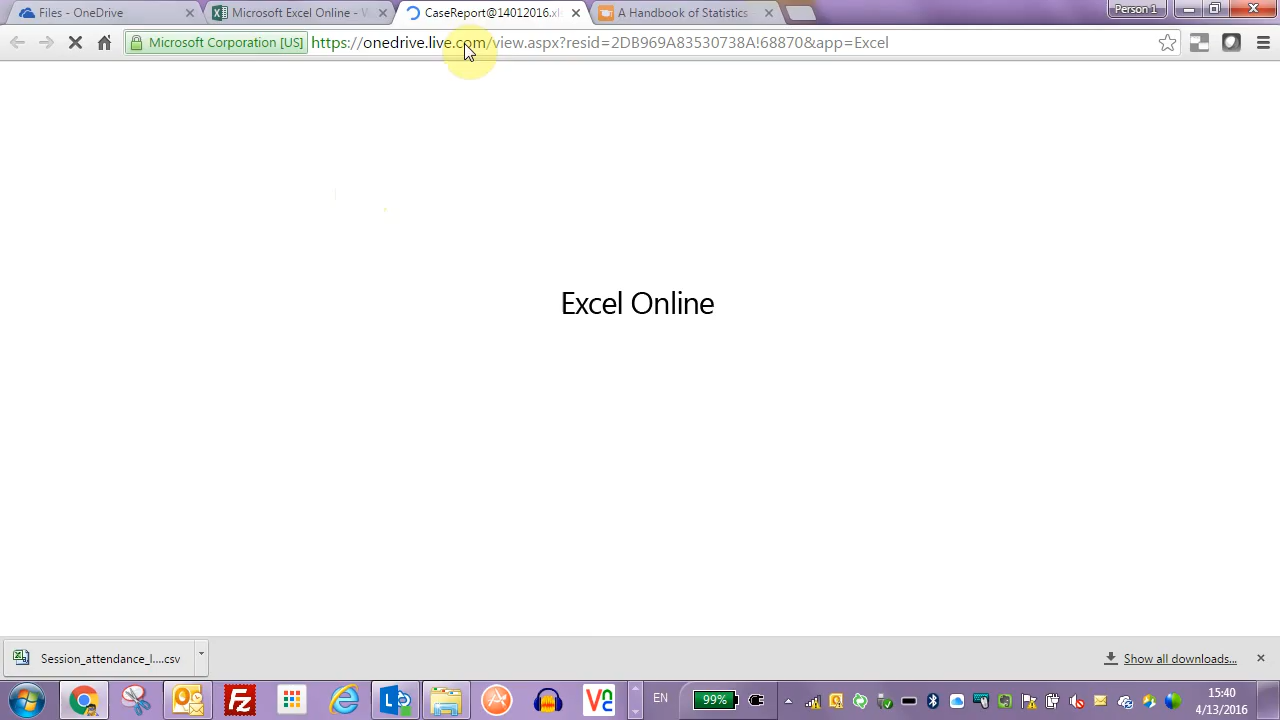 Files - OneDrive
Microsoft Excel Online - W
CaseReport@14012016.xls
A Handbook of Statistics
Person 1
Microsoft Corporation [US]
https://onedrive.live.com/view.aspx?resid=2DB969A83530738A!68870&app=Excel
Excel Online
Session_attendance_l....csv
Show all downloads...
EN
99%
15:40
4/13/2016